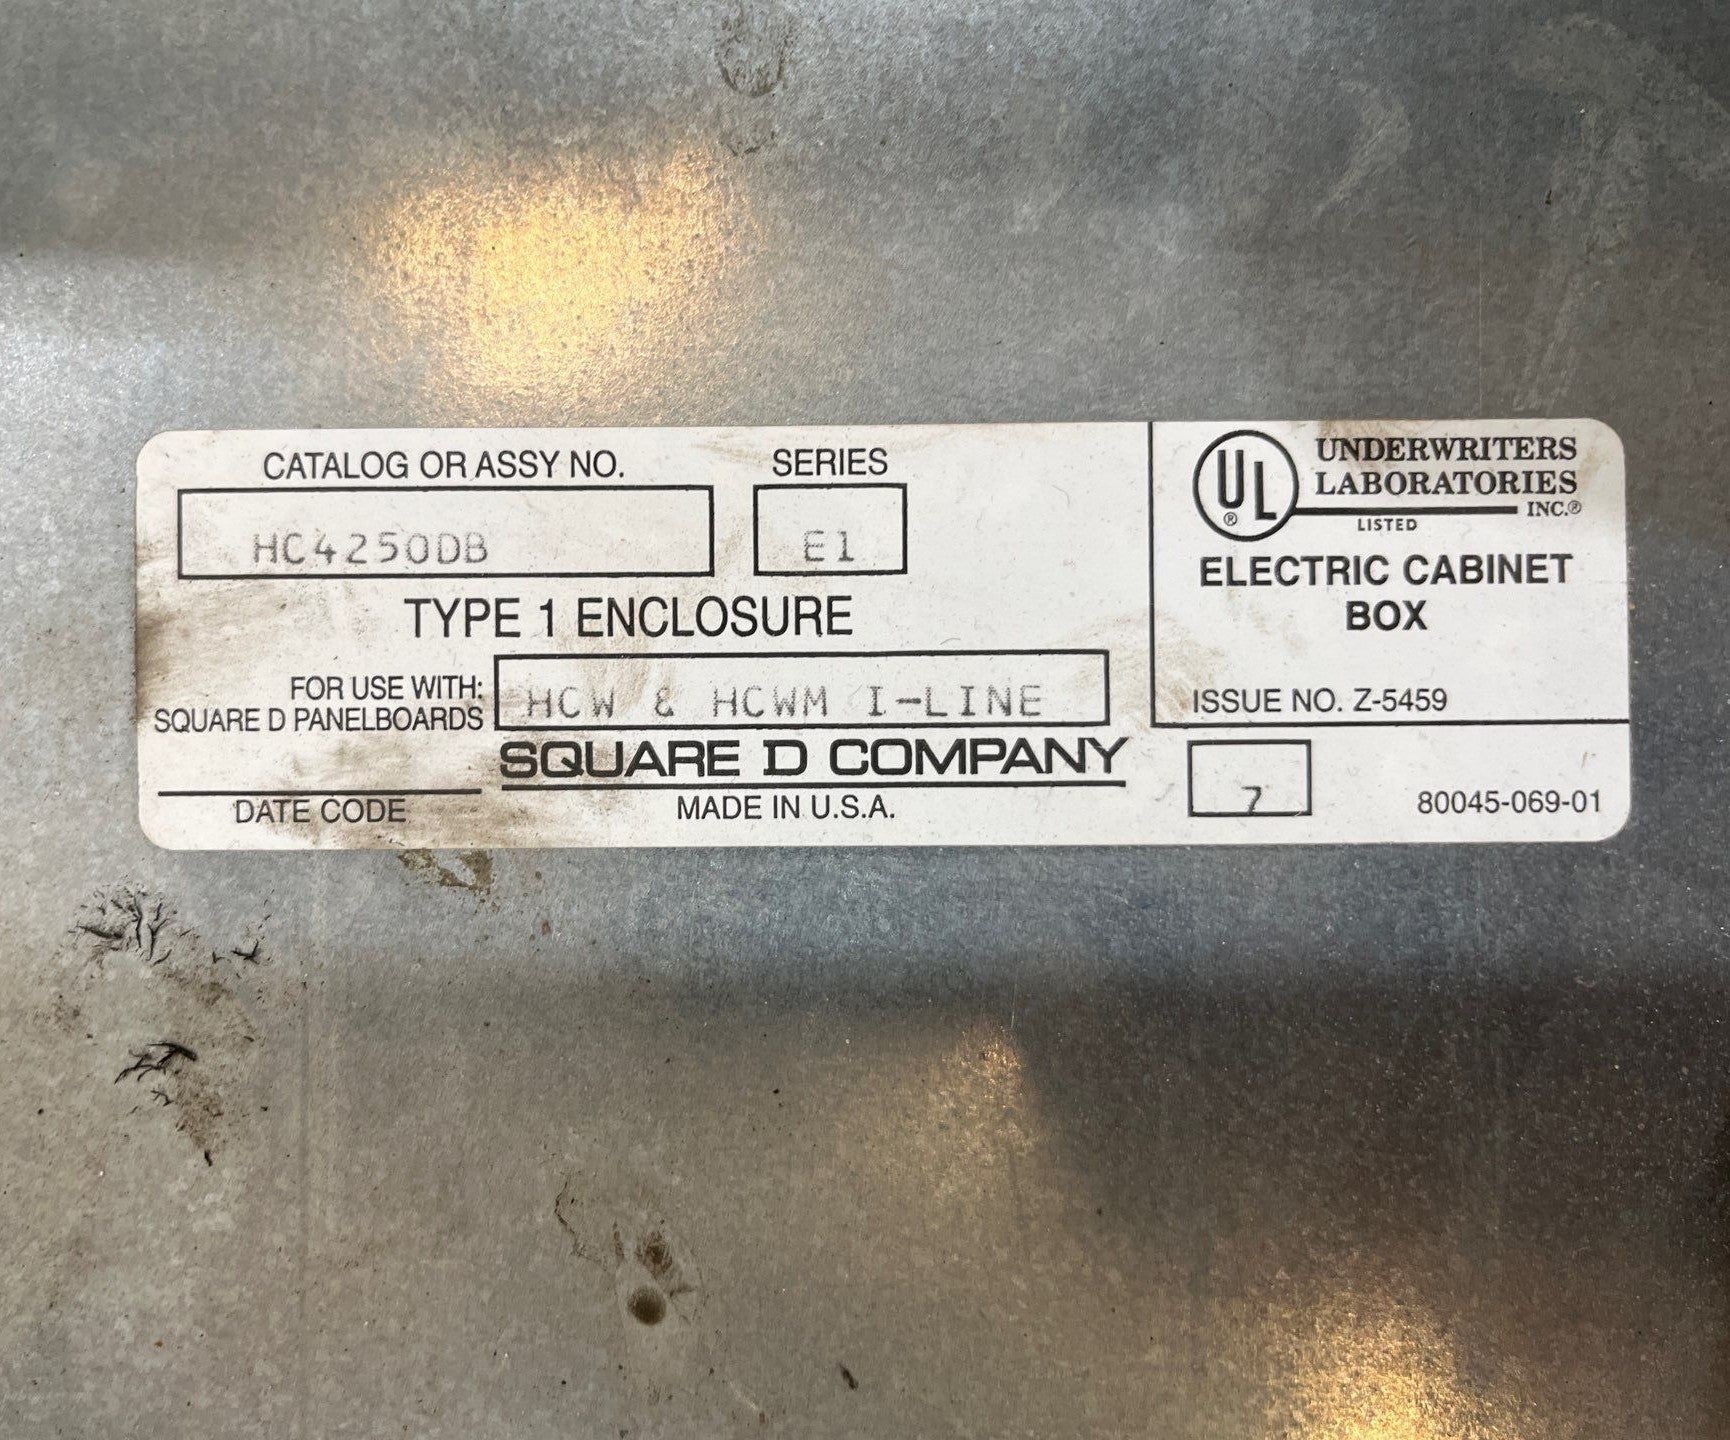 CATALOG OR ASSY NO.
SERIES
HC4250DB
E1
TYPE 1 ENCLOSURE
FOR USE WITH:
SQUARE D PANELBOARDS
HCW & HCWM I-LINE
SQUARE D COMPANY
DATE CODE
MADE IN U.S.A.
UL®
UNDERWRITERS
LABORATORIES
INC.®
LISTED
ELECTRIC CABINET
BOX
ISSUE NO. Z-5459
7
80045-069-01